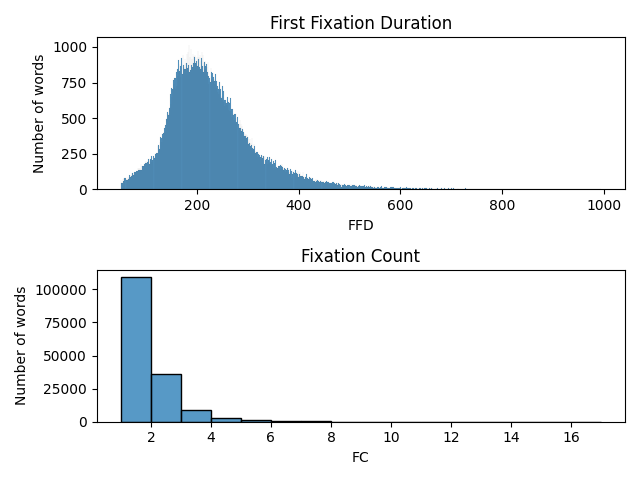 First Fixation Duration
1000
750
500
250
0
Number of words
200 400 600 800 1000
FFD
Fixation Count
100000
75000
50000
25000
0
Number of words
2 4 6 8 10 12 14 16
FC